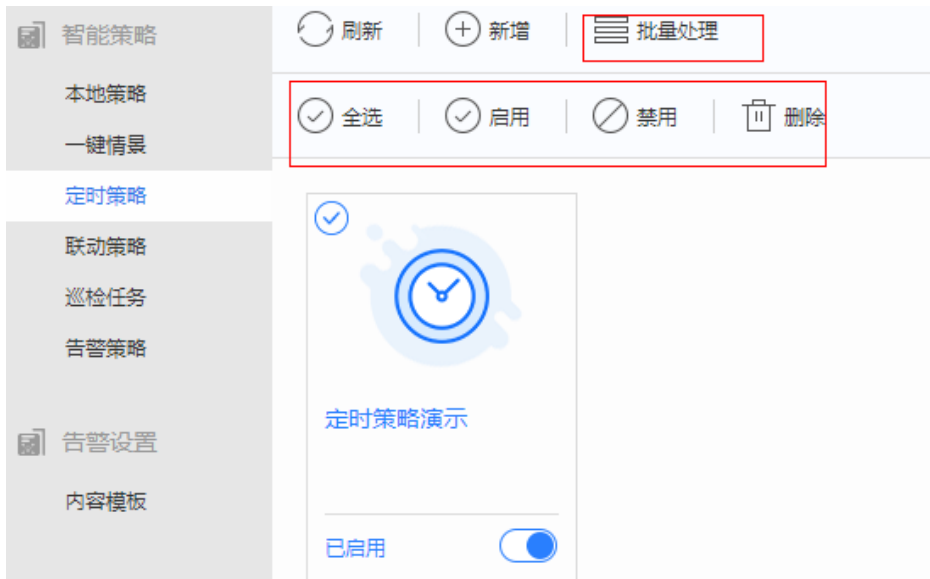 智能策略
本地策略
一键情景
定时策略
联动策略
巡检任务
告警策略
告警设置
内容模板
刷新 新增 批量处理
全选 启用 禁用 删除
定时策略演示
已启用